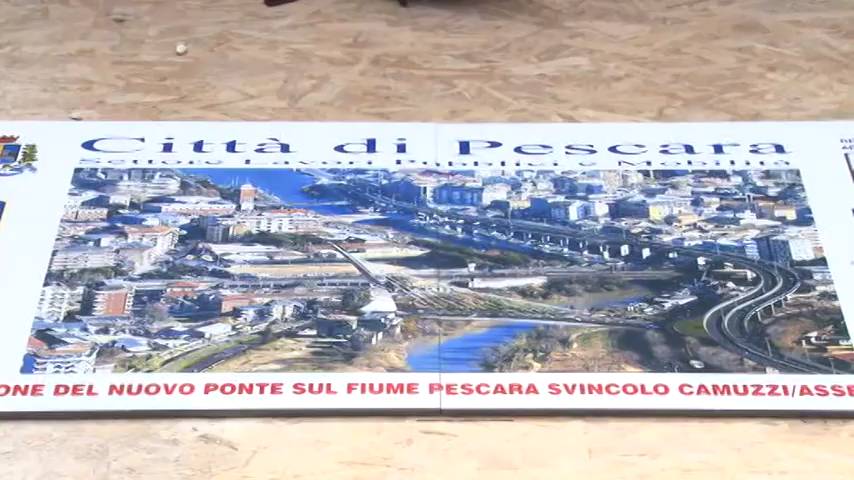 Città di Pescara
Settore Lavori Pubblici e Mobilità
ONE DEL NUOVO PONTE SUL FIUME PESCARA SVINCOLO CAMUZZI/ASSE